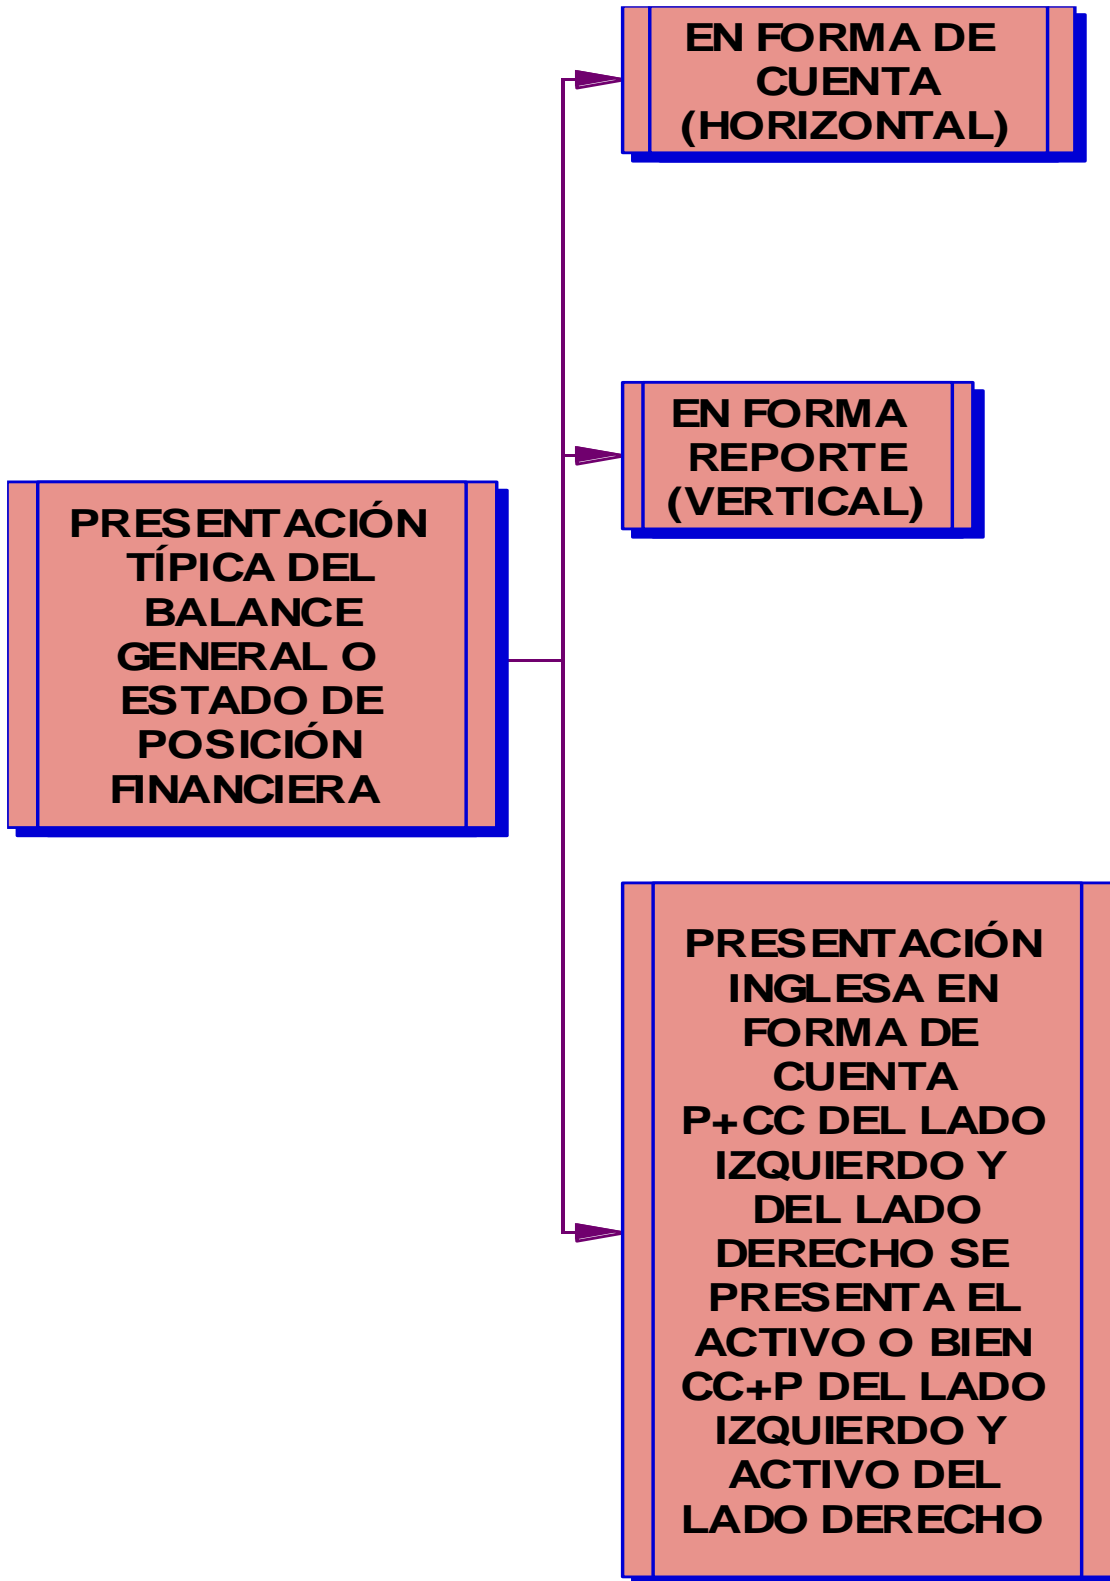 EN FORMA DE
CUENTA
(HORIZONTAL)
EN FORMA
REPORTE
(VERTICAL)
PRESENTACIÓN
TÍPICA DEL
BALANCE
GENERAL O
ESTADO DE
POSICIÓN
FINANCIERA
PRESENTACIÓN
INGLESA EN
FORMA DE
CUENTA
P+CC DEL LADO
IZQUIERDO Y
DEL LADO
DERECHO SE
PRESENTA EL
ACTIVO O BIEN
CC+P DEL LADO
IZQUIERDO Y
ACTIVO DEL
LADO DERECHO